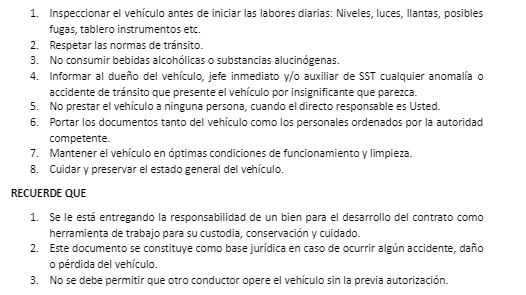 1. Inspeccionar el vehículo antes de iniciar las labores diarias: Niveles, luces, llantas, posibles
fugas, tablero instrumentos etc.
2. Respetar las normas de tránsito.
3. No consumir bebidas alcohólicas o substancias alucinógenas.
4. Informar al dueño del vehículo, jefe inmediato y/o auxiliar de SST cualquier anomalía o
accidente de tránsito que presente el vehículo por insignificante que parezca.
5. No prestar el vehículo a ninguna persona, cuando el directo responsable es Usted.
6. Portar los documentos tanto del vehículo como los personales ordenados por la autoridad
competente.
7. Mantener el vehículo en óptimas condiciones de funcionamiento y limpieza.
8. Cuidar y preservar el estado general del vehículo.
RECUERDE QUE
1. Se le está entregando la responsabilidad de un bien para el desarrollo del contrato como
herramienta de trabajo para su custodia, conservación y cuidado.
2. Este documento se constituye como base jurídica en caso de ocurrir algún accidente, daño
o pérdida del vehículo.
3. No se debe permitir que otro conductor opere el vehículo sin la previa autorización.